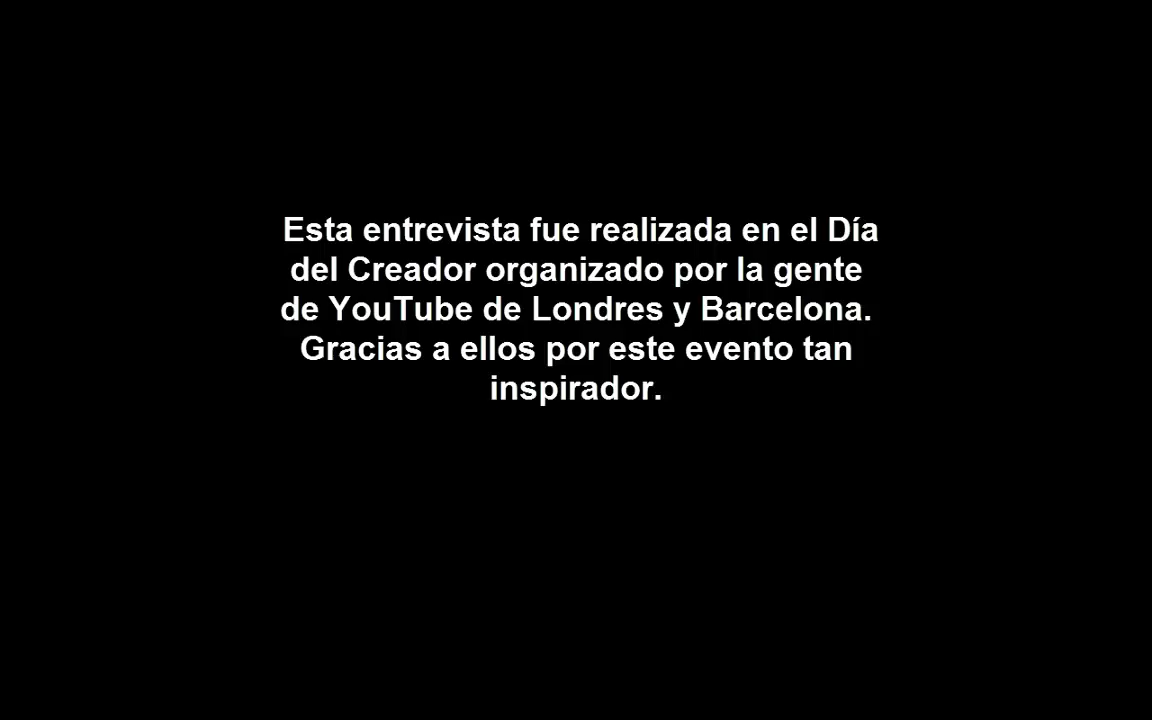 Esta entrevista fue realizada en el Día
del Creador organizado por la gente
de YouTube de Londres y Barcelona.
Gracias a ellos por este evento tan
inspirador.